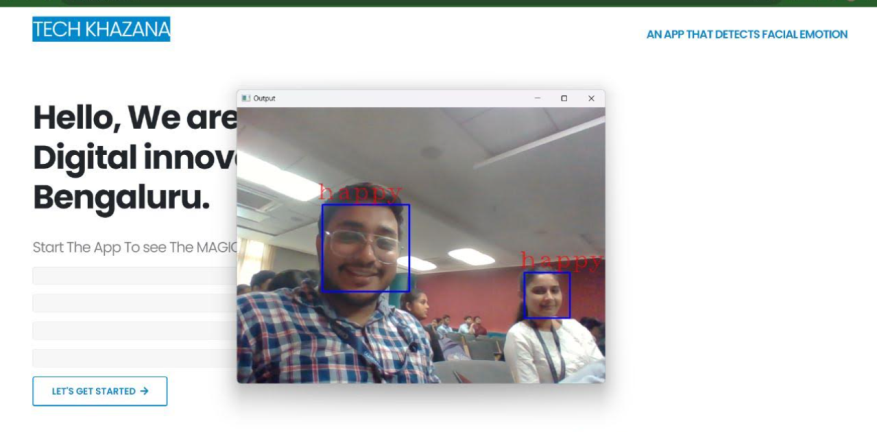 TECH KHAZANA
AN APP THAT DETECTS FACIAL EMOTION
Output
Hello, We are
Digital innov
Bengaluru.
happy
happy
Start The App To see The MAGIC
LET'S GET STARTED →